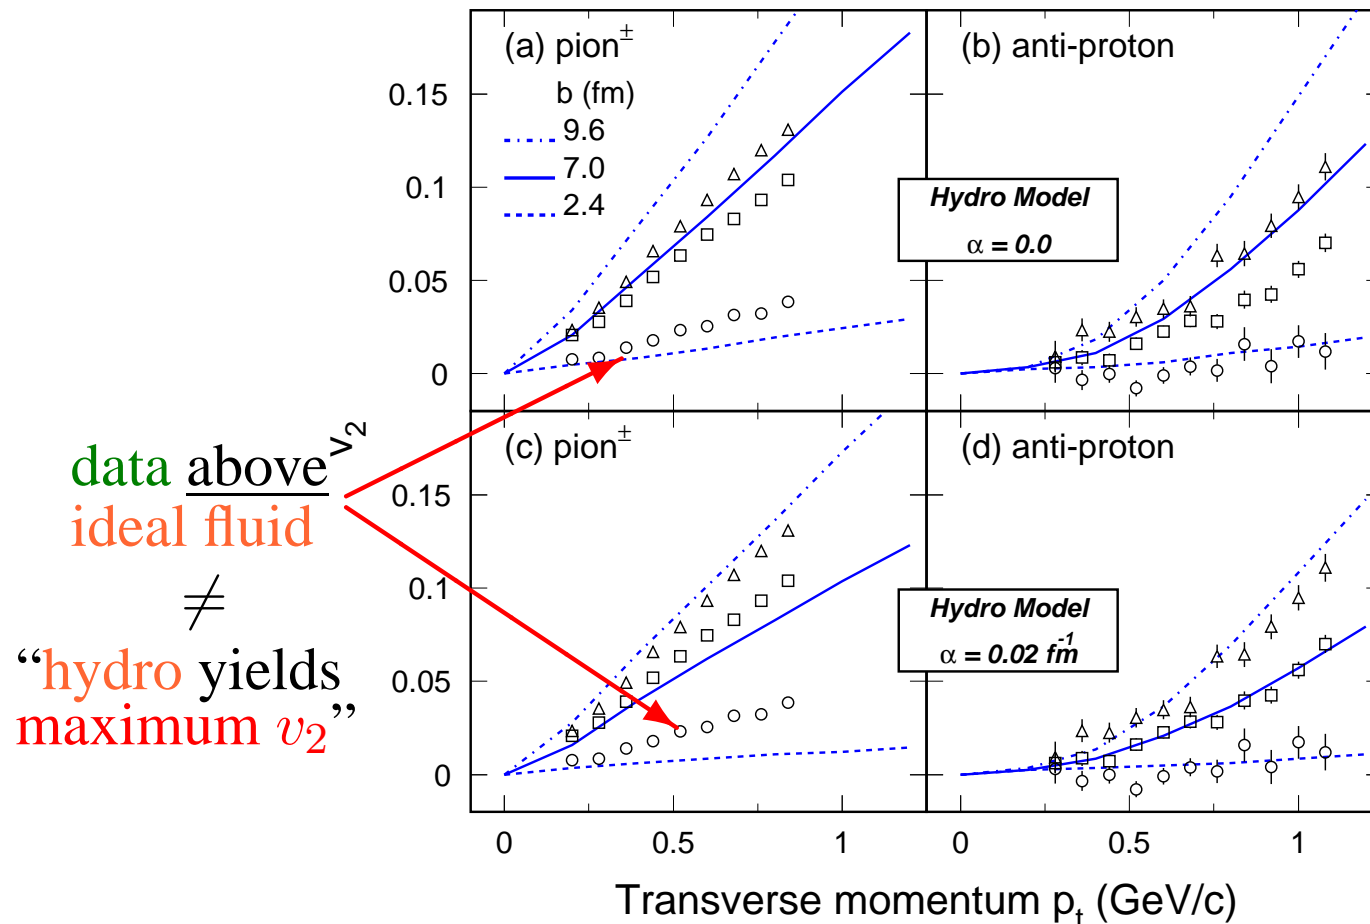 (a) pion±
b (fm)
9.6
7.0
2.4
(b) anti-proton
Hydro Model
α = 0.0
0.15
0.1
0.05
0
(c) pion±
(d) anti-proton
Hydro Model
α = 0.02 fm-1
v2
0.15
0.1
0.05
0
data above
ideal fluid
≠
“hydro yields
maximum v2”
0 0.5 1 0 0.5 1
Transverse momentum pt (GeV/c)